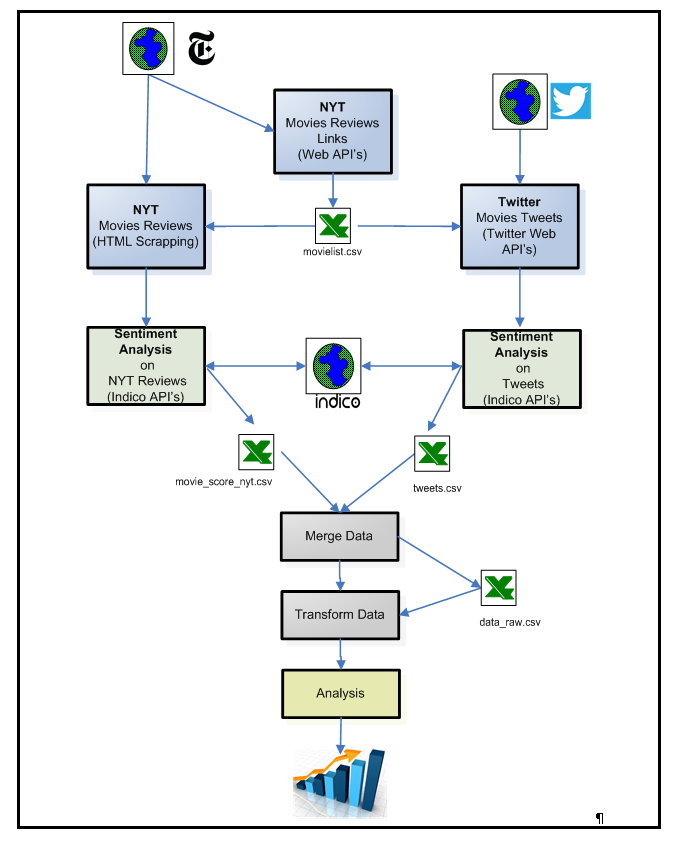 NYT
Movies Reviews
Links
(Web API's)
NYT
Movies Reviews
(HTML Scrapping)
movielist.csv
Twitter
Movies Tweets
(Twitter Web
API's)
Sentiment
Analysis
on
NYT Reviews
(Indico API's)
indico
Sentiment
Analysis
on
Tweets
(Indico API's)
movie_score_nyt.csv
tweets.csv
Merge Data
data_raw.csv
Transform Data
Analysis
¶